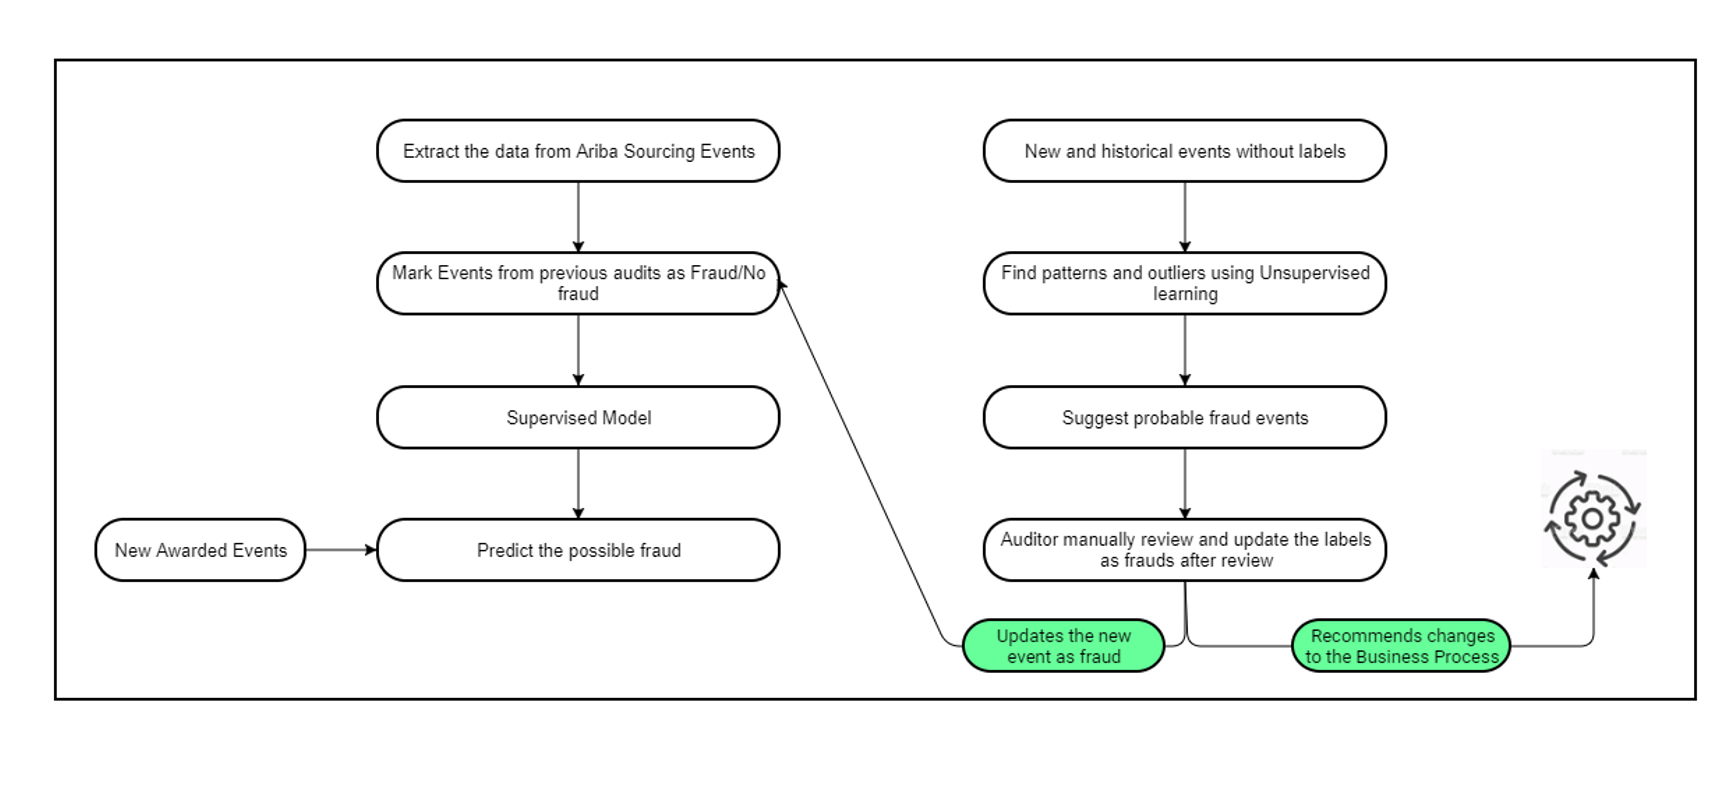 Extract the data from Ariba Sourcing Events
Mark Events from previous audits as Fraud/No
fraud
Supervised Model
New Awarded Events
Predict the possible fraud
New and historical events without labels
Find patterns and outliers using Unsupervised
learning
Suggest probable fraud events
Auditor manually review and update the labels
as frauds after review
Updates the new
event as fraud
Recommends changes
to the Business Process